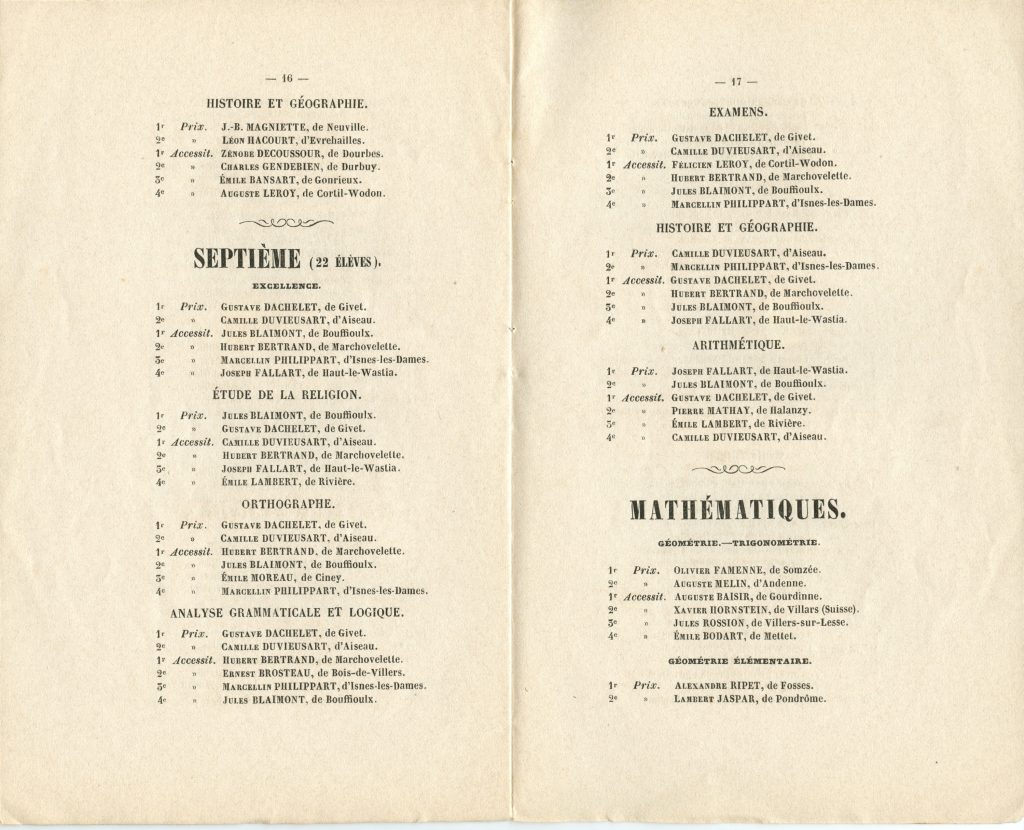 — 16 —
HISTOIRE ET GÉOGRAPHIE.
1r Prix. J.-B. MAGNIETTE, de Neuville.
2e » LÉON HACOURT, d'Evrehailles.
1r Accessit. ZÉNOBE DECOUSSOUR, de Dourbes.
2e » CHARLES GENDEBIEN, de Durbuy.
3e » ÉMILE BANSART, de Gonrieux.
4e » AUGUSTE LEROY, de Cortil-Wodon.
SEPTIÈME (22 ÉLÈVES).
EXCELLENCE.
1r Prix. GUSTAVE DACHELET, de Givet.
2e » CAMILLE DUVIEUSART, d'Aiseau.
1r Accessit. JULES BLAIMONT, de Bouffioulx.
2e » HUBERT BERTRAND, de Marchovelette.
3e » MARCELLIN PHILIPPART, d'Isnes-les-Dames.
4e » JOSEPH FALLART, de Haut-le-Wastia.
ÉTUDE DE LA RELIGION.
1r Prix. JULES BLAIMONT, de Bouffioulx.
2e » GUSTAVE DACHELET, de Givet.
1r Accessit. CAMILLE DUVIEUSART, d'Aiseau.
2e » HUBERT BERTRAND, de Marchovelette.
3e » JOSEPH FALLART, de Haut-le-Wastia.
4e » ÉMILE LAMBERT, de Rivière.
ORTHOGRAPHE.
1r Prix. GUSTAVE DACHELET, de Givet.
2e » CAMILLE DUVIEUSART, d'Aiseau.
1r Accessit. HUBERT BERTRAND, de Marchovelette.
2e » JULES BLAIMONT, de Bouffioulx.
3e » ÉMILE MOREAU, de Ciney.
4e » MARCELLIN PHILIPPART, d'Isnes-les-Dames.
ANALYSE GRAMMATICALE ET LOGIQUE.
1r Prix. GUSTAVE DACHELET, de Givet.
2e » CAMILLE DUVIEUSART, d'Aiseau.
1r Accessit. HUBERT BERTRAND, de Marchovelette.
2e » ERNEST BROSTEAU, de Bois-de-Villers.
3e » MARCELLIN PHILIPPART, d'Isnes-les-Dames.
4e » JULES BLAIMONT, de Bouffioulx.
— 17 —
EXAMENS.
1r Prix. GUSTAVE DACHELET, de Givet.
2e » CAMILLE DUVIEUSART, d'Aiseau.
1r Accessit. FÉLICIEN LEROY, de Cortil-Wodon.
2e » HUBERT BERTRAND, de Marchovelette.
3e » JULES BLAIMONT, de Bouffioulx.
4e » MARCELLIN PHILIPPART, d'Isnes-les-Dames.
HISTOIRE ET GÉOGRAPHIE.
1r Prix. CAMILLE DUVIEUSART, d'Aiseau.
2e » MARCELLIN PHILIPPART, d'Isnes-les-Dames.
1r Accessit. GUSTAVE DACHELET, de Givet.
2e » HUBERT BERTRAND, de Marchovelette.
3e » JULES BLAIMONT, de Bouffioulx.
4e » JOSEPH FALLART, de Haut-le-Wastia.
ARITHMÉTIQUE.
1r Prix. JOSEPH FALLART, de Haut-le-Wastia.
2e » JULES BLAIMONT, de Bouffioulx.
1r Accessit. GUSTAVE DACHELET, de Givet.
2e » PIERRE MATHAY, de Halanzy.
3e » ÉMILE LAMBERT, de Rivière.
4e » CAMILLE DUVIEUSART, d'Aiseau.
MATHÉMATIQUES.
GÉOMÉTRIE.—TRIGONOMÉTRIE.
1r Prix. OLIVIER FAMENNE, de Somzée.
2e » AUGUSTE MELIN, d'Andenne.
1r Accessit. AUGUSTE BAISIR, de Gourdinne.
2e » XAVIER HORNSTEIN, de Villars (Suisse).
3e » JULES ROSSION, de Villers-sur-Lesse.
4e » ÉMILE BODART, de Mettet.
GÉOMÉTRIE ÉLÉMENTAIRE.
1r Prix. ALEXANDRE RIPET, de Fosses.
2e » LAMBERT JASPAR, de Pondrôme.